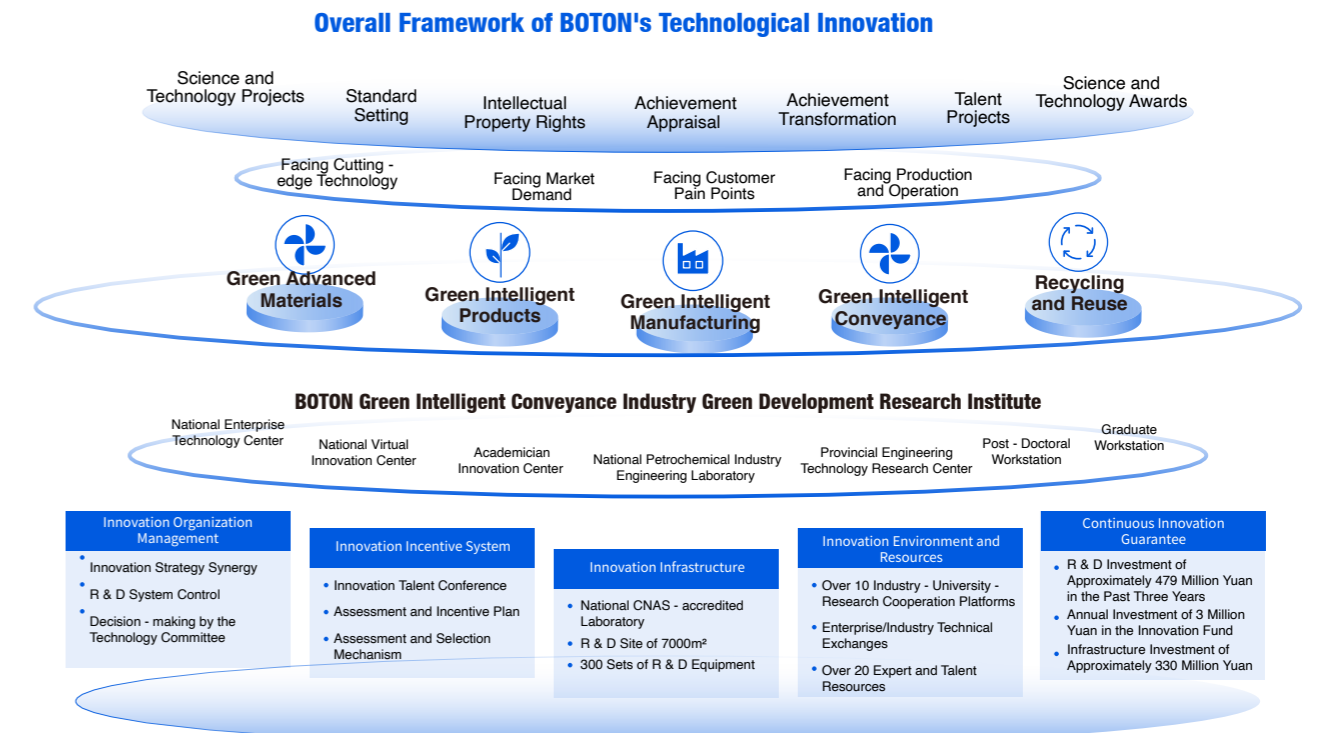 Overall Framework of BOTON's Technological Innovation
Science and
Technology Projects
Standard
Setting
Intellectual
Property Rights
Achievement
Appraisal
Achievement
Transformation
Talent
Projects
Science and
Technology Awards
Facing Cutting -
edge Technology
Facing Market
Demand
Facing Customer
Pain Points
Facing Production
and Operation
Green Advanced
Materials
Green Intelligent
Products
Green Intelligent
Manufacturing
Green Intelligent
Conveyance
Recycling
and Reuse
BOTON Green Intelligent Conveyance Industry Green Development Research Institute
National Enterprise
Technology Center
National Virtual
Innovation Center
Academician
Innovation Center
National Petrochemical Industry
Engineering Laboratory
Provincial Engineering
Technology Research Center
Post - Doctoral
Workstation
Graduate
Workstation
Innovation Organization
Management
• Innovation Strategy Synergy
• R & D System Control
• Decision - making by the
Technology Committee
Innovation Incentive System
• Innovation Talent Conference
• Assessment and Incentive Plan
• Assessment and Selection
Mechanism
Innovation Infrastructure
• National CNAS - accredited
Laboratory
• R & D Site of 7000m²
• 300 Sets of R & D Equipment
Innovation Environment and
Resources
• Over 10 Industry - University -
Research Cooperation Platforms
• Enterprise/Industry Technical
Exchanges
• Over 20 Expert and Talent
Resources
Continuous Innovation
Guarantee
• R & D Investment of
Approximately 479 Million Yuan
in the Past Three Years
• Annual Investment of 3 Million
Yuan in the Innovation Fund
• Infrastructure Investment of
Approximately 330 Million Yuan